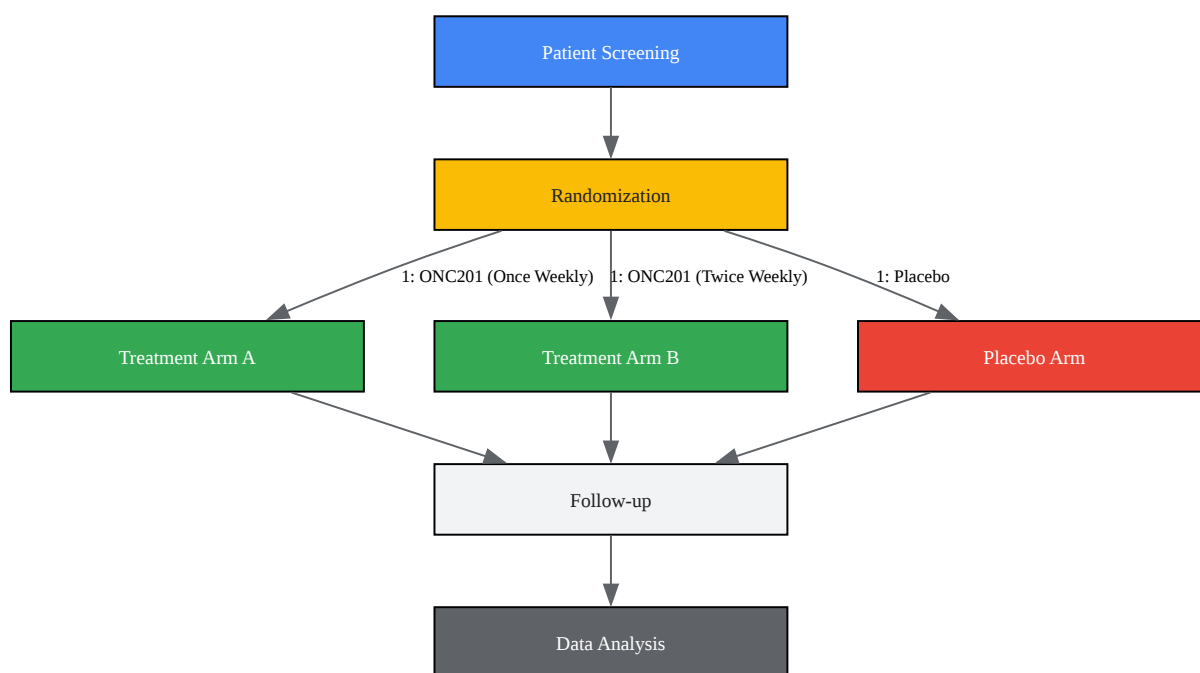 Patient Screening
Randomization
1: ONC201 (Once Weekly)
1: ONC201 (Twice Weekly)
1: Placebo
Treatment Arm A
Treatment Arm B
Placebo Arm
Follow-up
Data Analysis